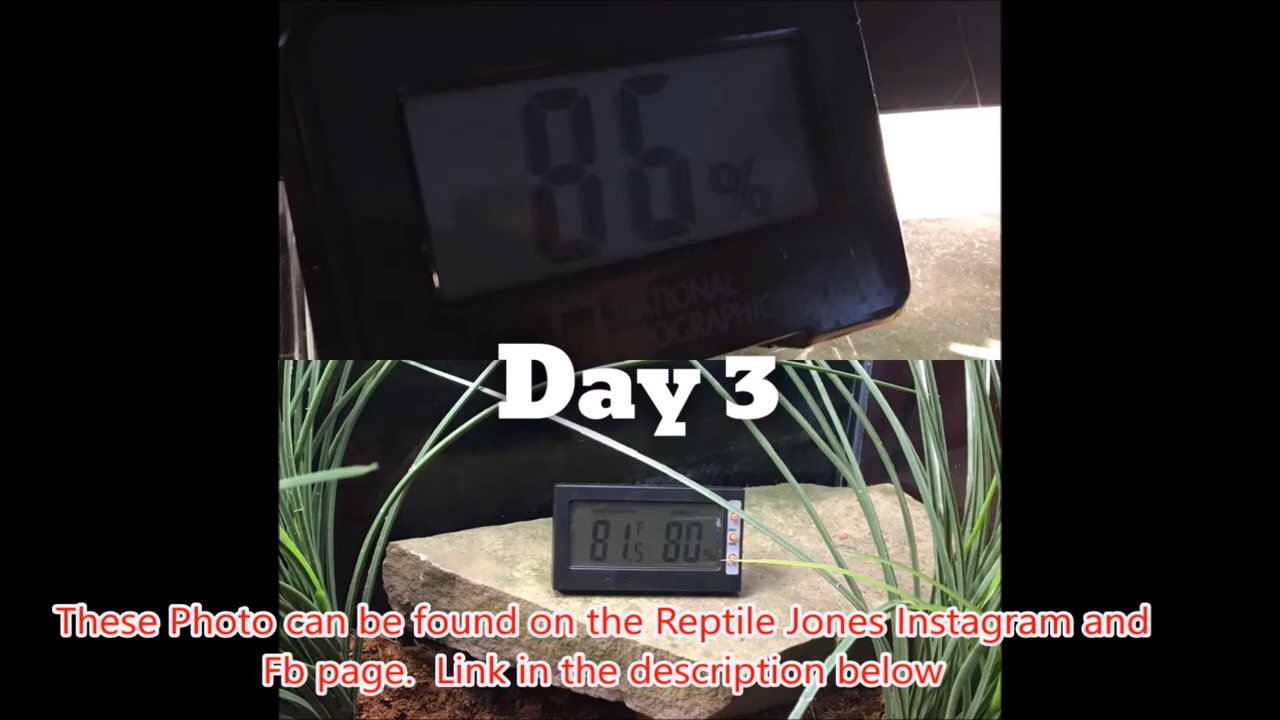 86%
NATIONAL
GEOGRAPHIC
Day 3
81.5 °F 80%
These Photo can be found on the Reptile Jones Instagram and
Fb page. Link in the description below